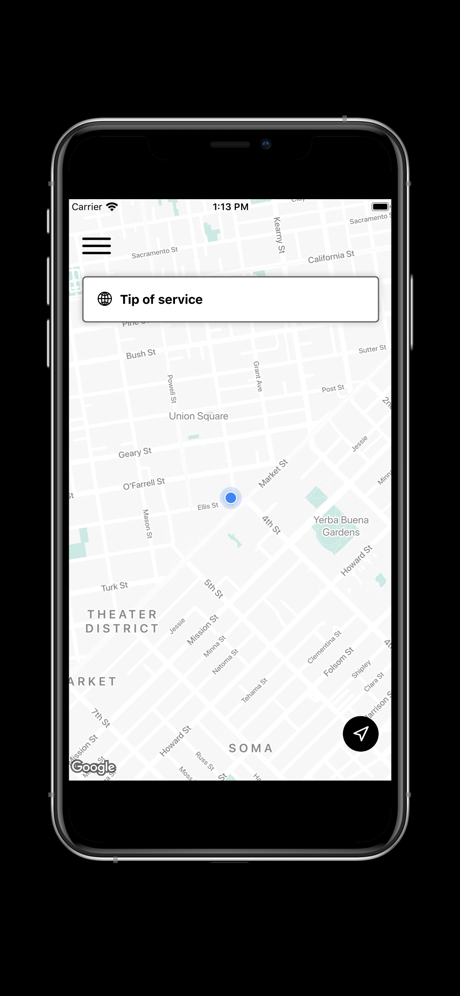 Carrier
1:13 PM
Kearny St
Sacramento St
Sacramento St
California St
Tip of service
Bush St
Sutter St
Powell St
Grant Ave
Post St
Union Square
Jessie
Geary St
Market St
O'Farrell St
Ellis St
Mason St
4th St
Yerba Buena
Gardens
Howard St
Turk St
5th St
THEATER
DISTRICT
Jessie
Mission St
Minna St
Natoma St
Clementina St
Folsom St
Shipley
Clara St
Tehama St
ARKET
7th St
Howard St
SOMA
Russ St
Google